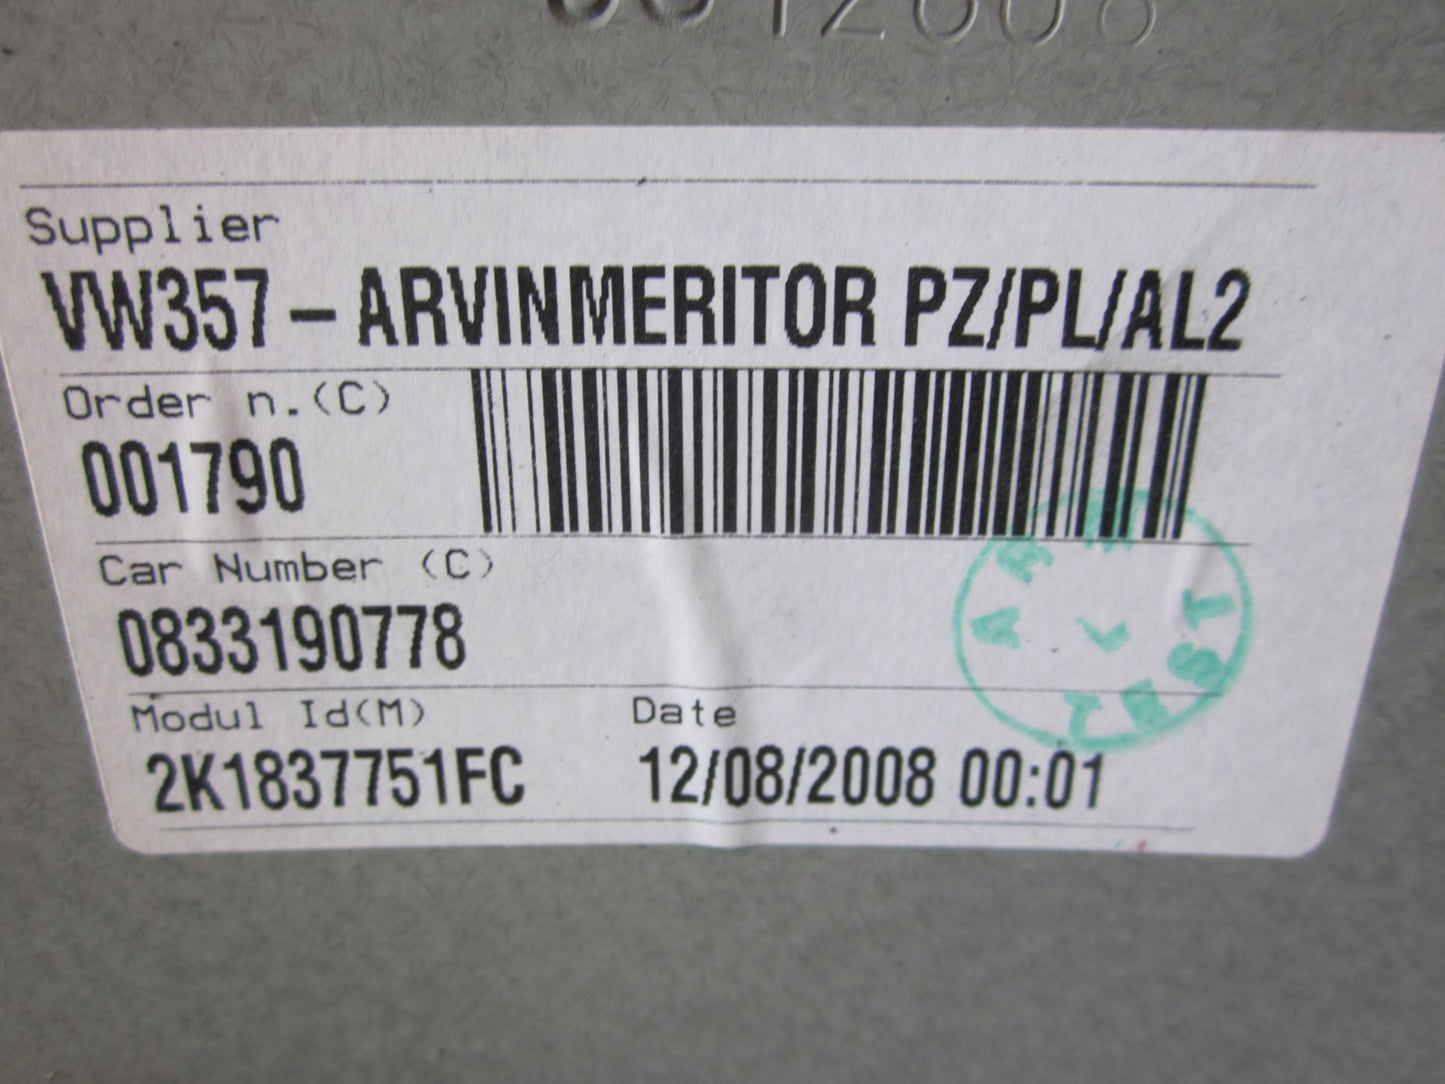 Supplier
VW357-ARVINMERITOR PZ/PL/AL2
Order n.(C)
001790
Car Number (C)
0833190778
Modul Id(M) Date
2K1837751FC 12/08/2008 00:01
L
TEST